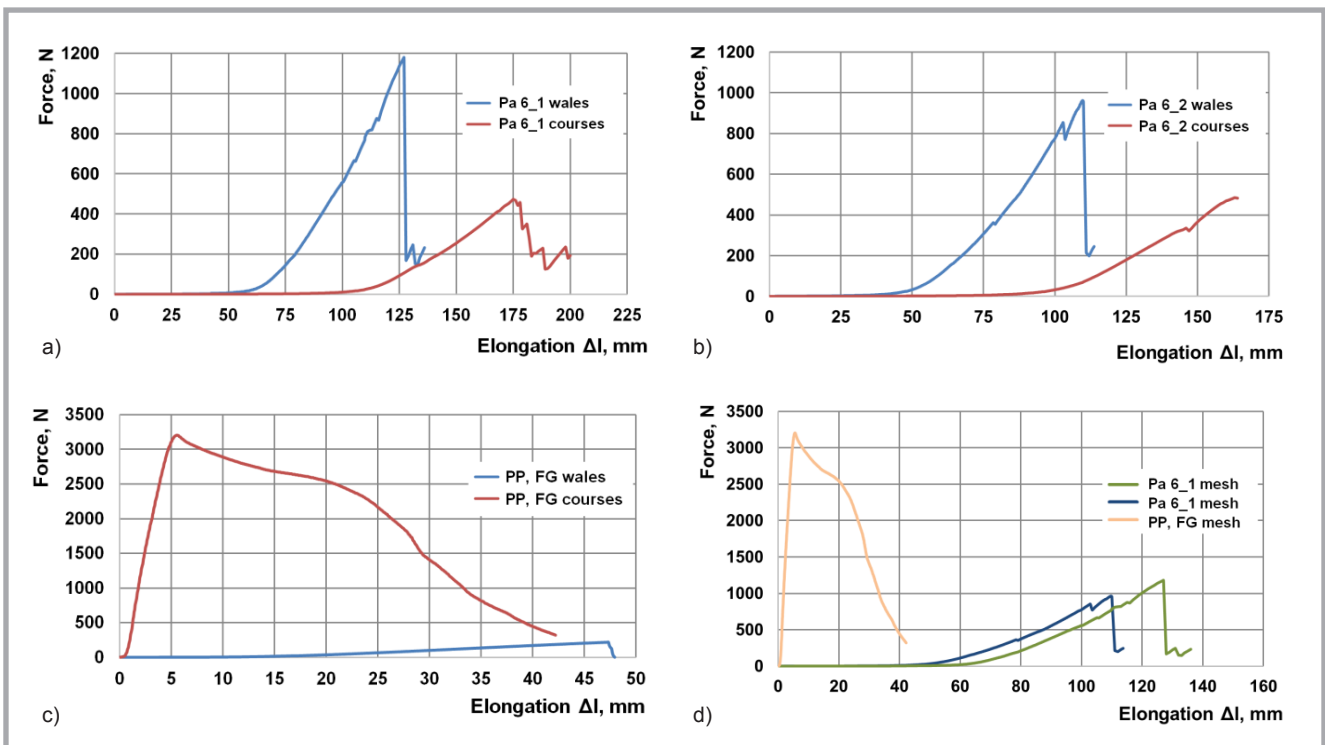 Force, N
1200
1000
800
600
400
200
0
Pa 6_1 wales
Pa 6_1 courses
0 25 50 75 100 125 150 175 200 225
a)
Elongation Δl, mm
Force, N
1200
1000
800
600
400
200
0
Pa 6_2 wales
Pa 6_2 courses
0 25 50 75 100 125 150 175
b)
Elongation Δl, mm
Force, N
3500
3000
2500
2000
1500
1000
500
0
PP, FG wales
PP, FG courses
0 5 10 15 20 25 30 35 40 45 50
c)
Elongation Δl, mm
Force, N
3500
3000
2500
2000
1500
1000
500
0
Pa 6_1 mesh
Pa 6_1 mesh
PP, FG mesh
0 20 40 60 80 100 120 140 160
d)
Elongation Δl, mm